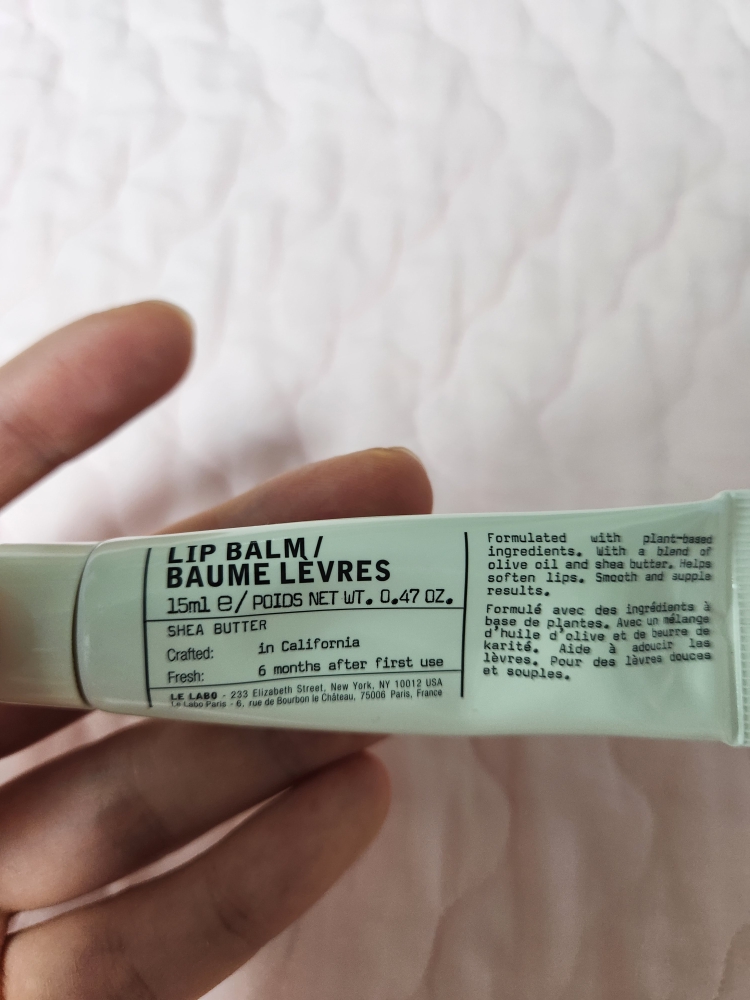 LIP BALM/
BAUME LÈVRES
15ml ℮/POIDS NET WT. 0.47 OZ.
SHEA BUTTER
Crafted: in California
Fresh: 6 months after first use
LE LABO - 233 Elizabeth Street, New York, NY 10012 USA
Le Labo Paris - 6, rue de Bourbon le Château, 75006 Paris, France
Formulated with plant-based
ingredients. With a blend of
olive oil and shea butter. Helps
soften lips. Smooth and supple
results.
Formulé avec des ingrédients à
base de plantes. Avec un mélange
d'huile d'olive et de beurre de
karité. Aide à adoucir les
lèvres. Pour des lèvres douces
et souples.